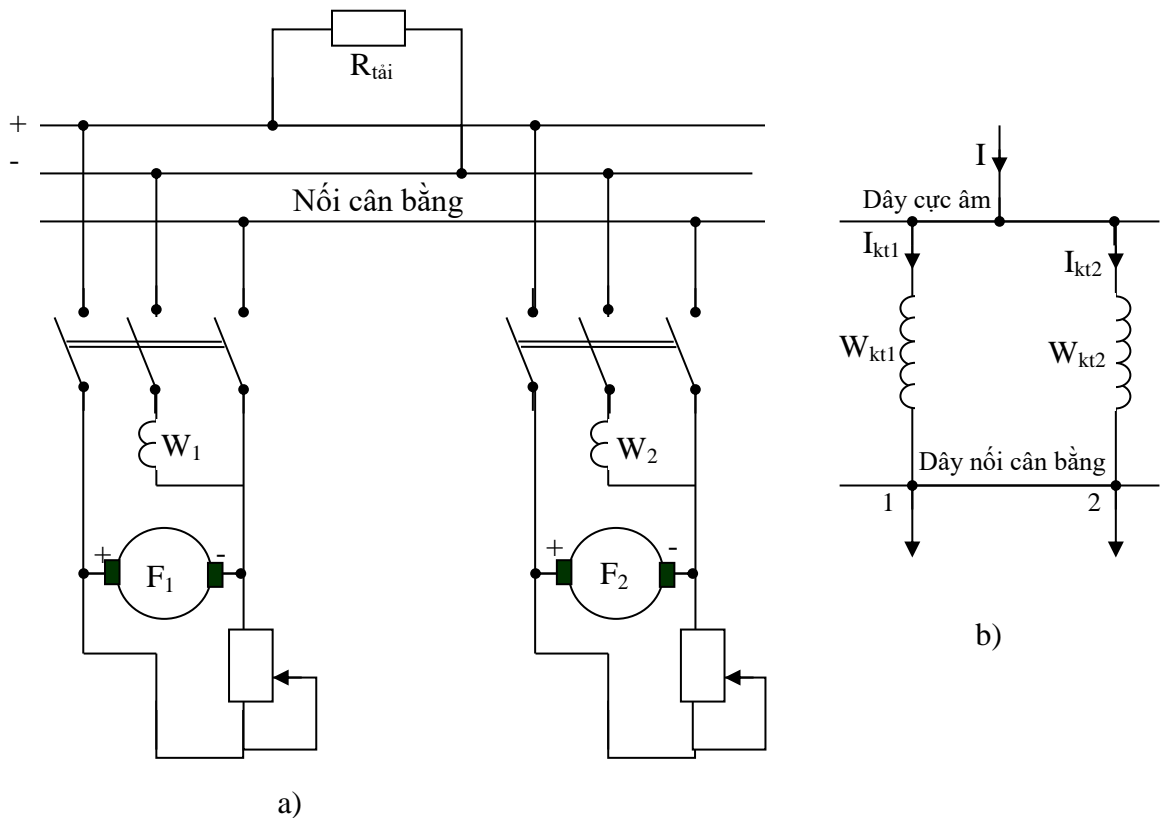 R tải
+
-
Nối cân bằng
W1
W2
+
-
F1
+
-
F2
a)
I
Dây cực âm
Ikt1
Ikt2
Wkt1
Wkt2
Dây nối cân bằng
1
2
b)